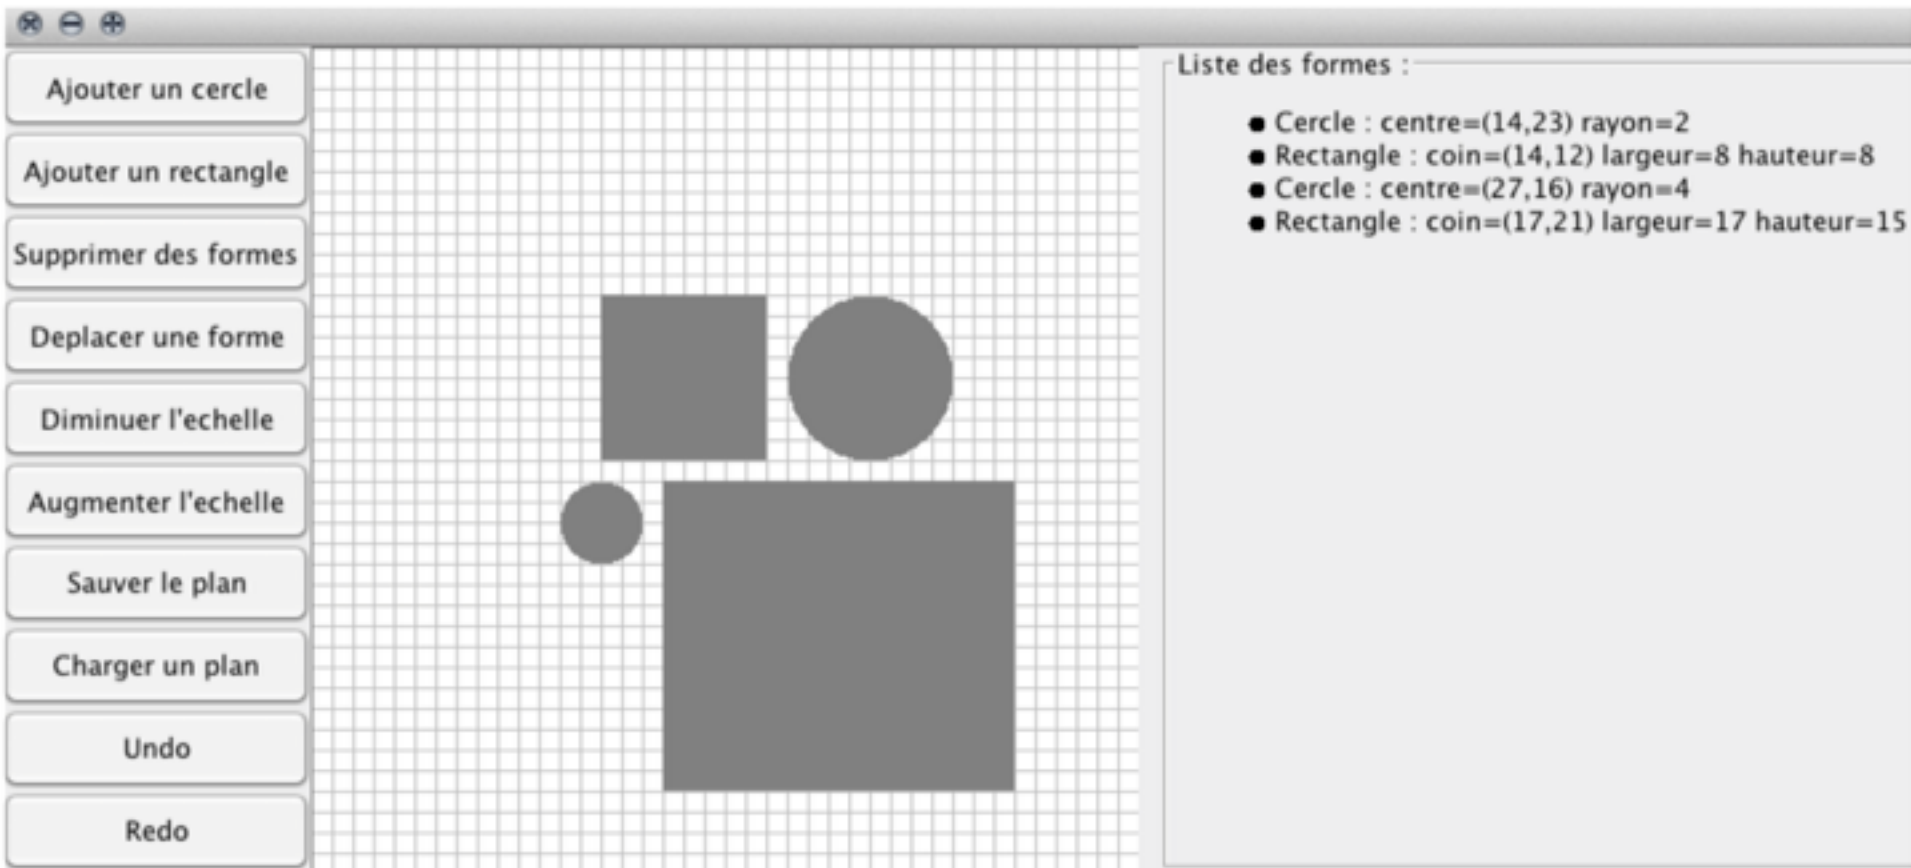 Ajouter un cercle
Ajouter un rectangle
Supprimer des formes
Deplacer une forme
Diminuer l'echelle
Augmenter l'echelle
Sauver le plan
Charger un plan
Undo
Redo
Liste des formes :
● Cercle : centre=(14,23) rayon=2
● Rectangle : coin=(14,12) largeur=8 hauteur=8
● Cercle : centre=(27,16) rayon=4
● Rectangle : coin=(17,21) largeur=17 hauteur=15